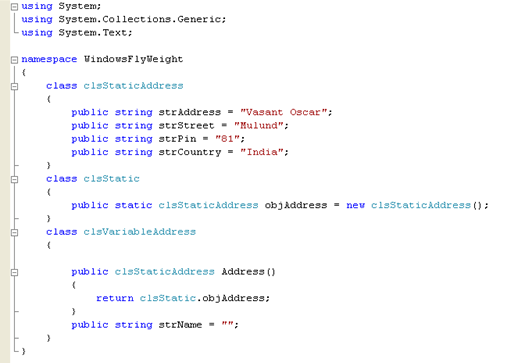 using System;
using System.Collections.Generic;
using System.Text;
namespace WindowsFlyWeight
{
class clsStaticAddress
{
public string strAddress = "Vasant Oscar";
public string strStreet = "Mulund";
public string strPin = "81";
public string strCountry = "India";
}
class clsStatic
{
public static clsStaticAddress objAddress = new clsStaticAddress();
}
class clsVariableAddress
{
public clsStaticAddress Address()
{
return clsStatic.objAddress;
}
public string strName = "";
}
}